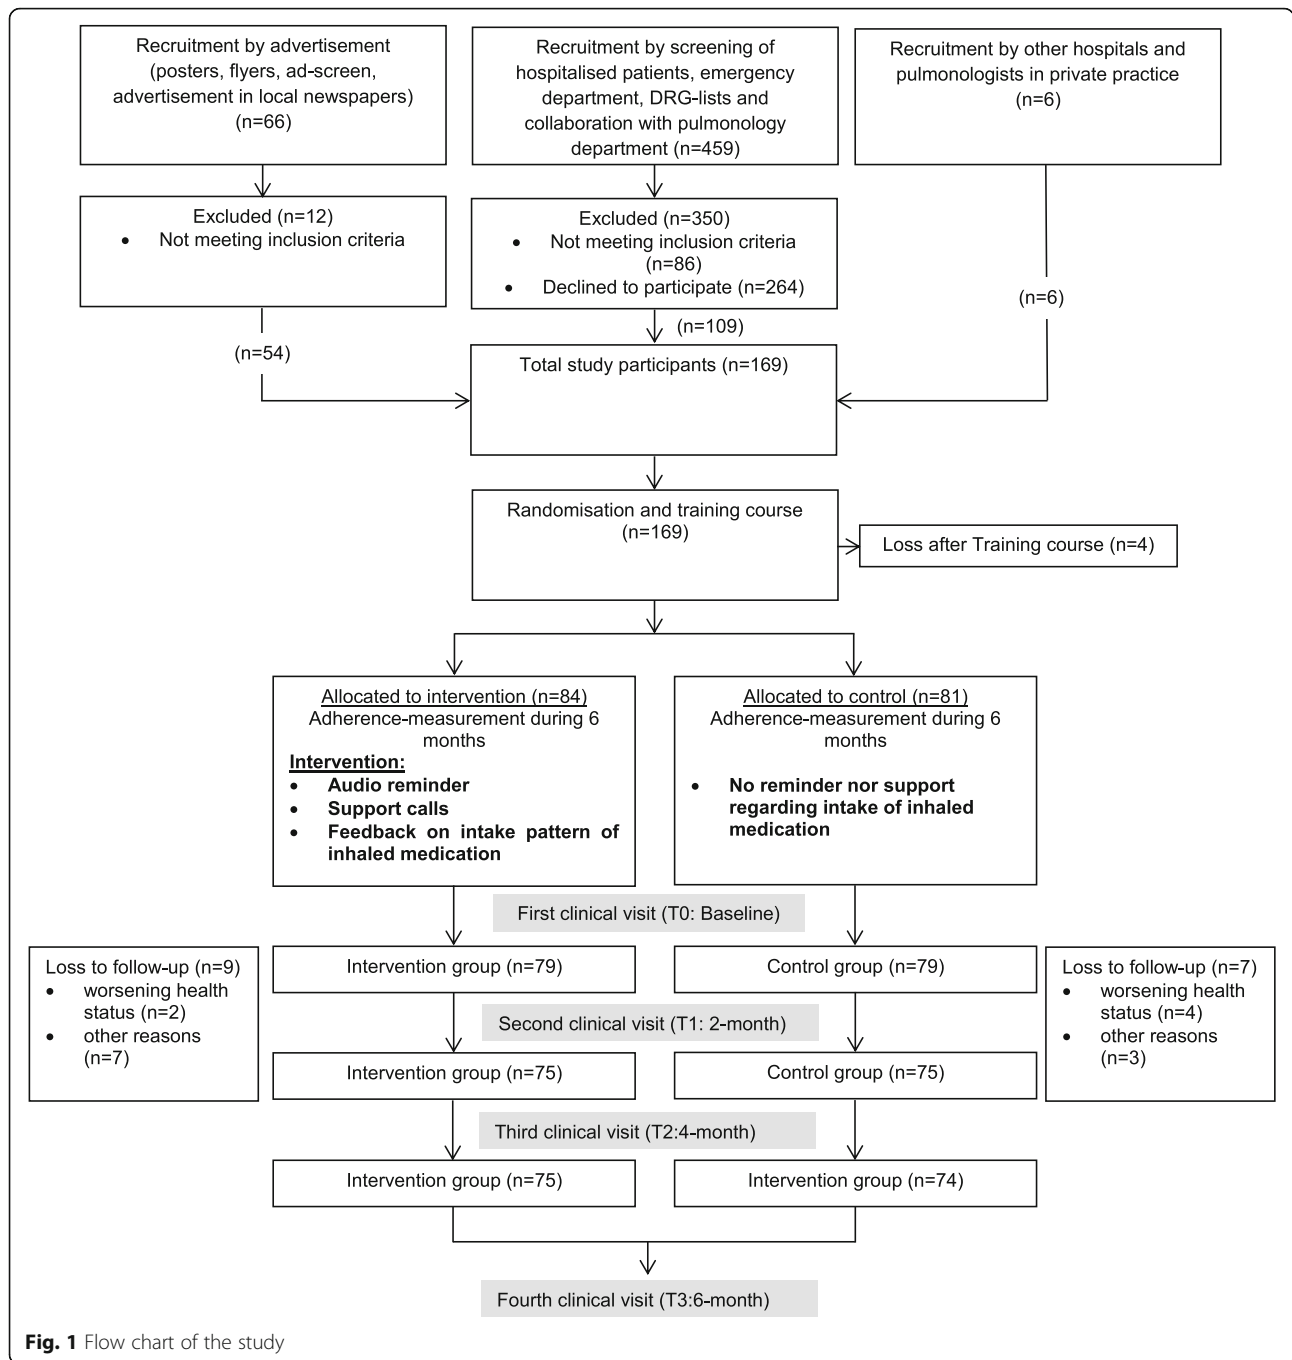 Recruitment by advertisement
(posters, flyers, ad-screen,
advertisement in local newspapers)
(n=66)
Recruitment by screening of
hospitalised patients, emergency
department, DRG-lists and
collaboration with pulmonology
department (n=459)
Recruitment by other hospitals and
pulmonologists in private practice
(n=6)
Excluded (n=12)
• Not meeting inclusion criteria
Excluded (n=350)
• Not meeting inclusion criteria
(n=86)
• Declined to participate (n=264)
(n=6)
(n=109)
(n=54)
Total study participants (n=169)
Randomisation and training course
(n=169)
Loss after Training course (n=4)
Allocated to intervention (n=84)
Adherence-measurement during 6
months
Intervention:
• Audio reminder
• Support calls
• Feedback on intake pattern of
inhaled medication
Allocated to control (n=81)
Adherence-measurement during 6
months
• No reminder nor support
regarding intake of inhaled
medication
First clinical visit (T0: Baseline)
Loss to follow-up (n=9)
• worsening health
status (n=2)
• other reasons
(n=7)
Intervention group (n=79)
Control group (n=79)
Loss to follow-up (n=7)
• worsening health
status (n=4)
• other reasons
(n=3)
Second clinical visit (T1: 2-month)
Intervention group (n=75)
Control group (n=75)
Third clinical visit (T2:4-month)
Intervention group (n=75)
Intervention group (n=74)
Fourth clinical visit (T3:6-month)
Fig. 1 Flow chart of the study